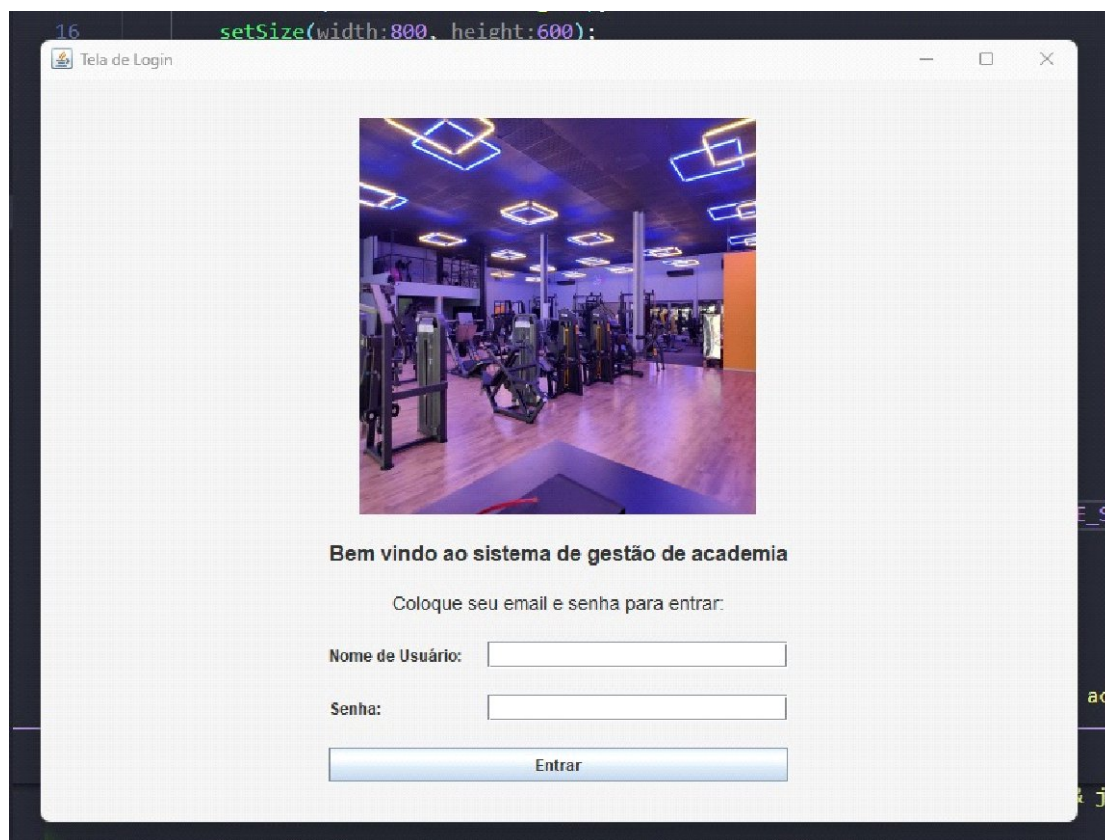 16 setSize(width:800, height:600);
Tela de Login
Bem vindo ao sistema de gestão de academia
Coloque seu email e senha para entrar:
Nome de Usuário:
Senha:
Entrar